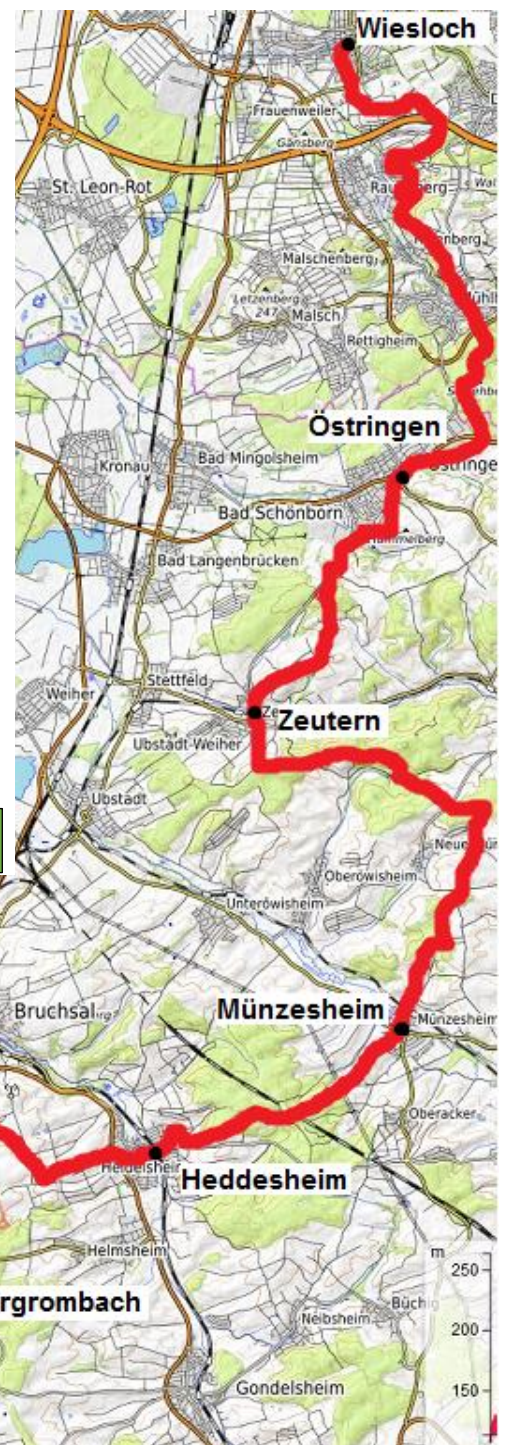 Wiesloch
Frauenweiler
Gänsberg
St. Leon-Rot
Malschenberg
Letzenberg
247
Malsch
Rettigheim
Östringen
Kronau
Bad Mingolsheim
Bad Schönborn
Bad Langenbrücken
Weiher
Stettfeld
Zeutern
Ubstadt-Weiher
Ubstadt
Oberöwisheim
Unteröwisheim
Bruchsal
Münzesheim
Münzesheim
Oberacker
Heidelsheim
Heddesheim
Helmsheim
m
250
rgrombach
Büchig
200
Neibsheim
150
Gondelsheim